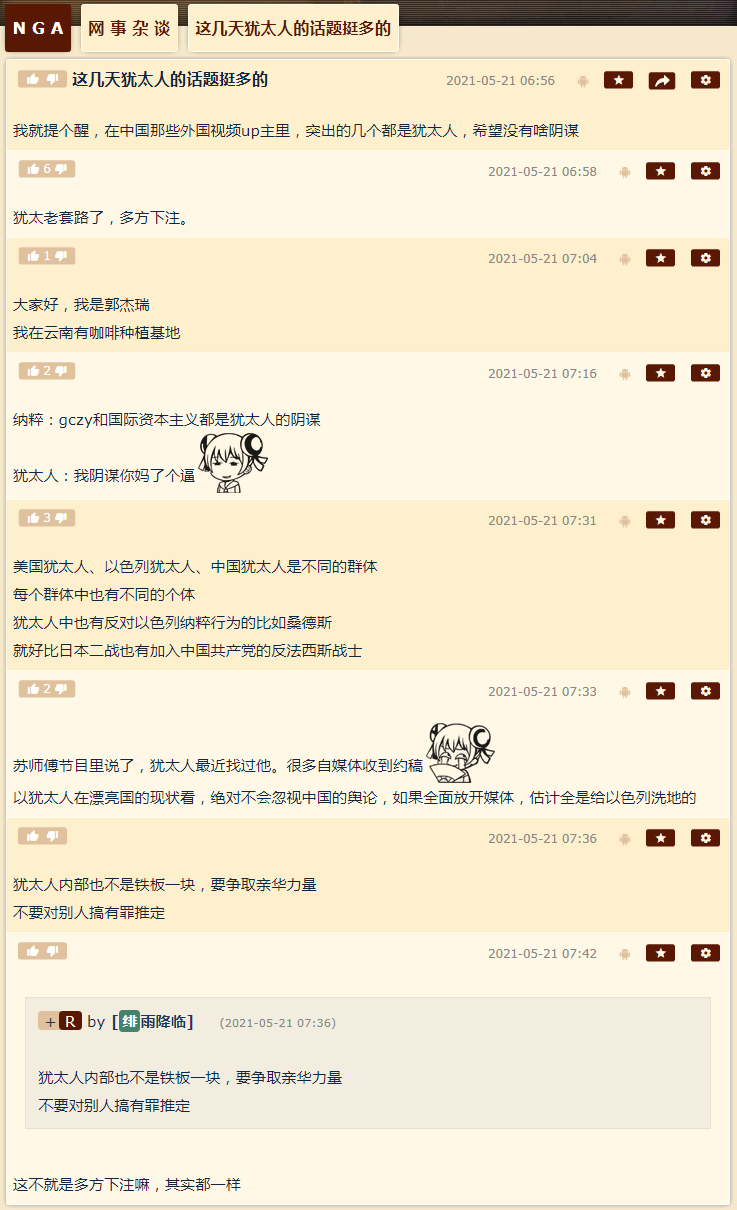 NGA 网事杂谈 这几天犹太人的话题挺多的
这几天犹太人的话题挺多的 2021-05-21 06:56
我就提个醒，在中国那些外国视频up主里，突出的几个都是犹太人，希望没有啥阴谋
6 2021-05-21 06:58
犹太老套路了，多方下注。
1 2021-05-21 07:04
大家好，我是郭杰瑞
我在云南有咖啡种植基地
2 2021-05-21 07:16
纳粹：gczy和国际资本主义都是犹太人的阴谋
犹太人：我阴谋你妈了个逼
3 2021-05-21 07:31
美国犹太人、以色列犹太人、中国犹太人是不同的群体
每个群体中也有不同的个体
犹太人中也有反对以色列纳粹行为的比如桑德斯
就好比日本二战也有加入中国共产党的反法西斯战士
2 2021-05-21 07:33
苏师傅节目里说了，犹太人最近找过他。很多自媒体收到约稿
以犹太人在漂亮国的现状看，绝对不会忽视中国的舆论，如果全面放开媒体，估计全是给以色列洗地的
2021-05-21 07:36
犹太人内部也不是铁板一块，要争取亲华力量
不要对别人搞有罪推定
2021-05-21 07:42
+R by [绯雨降临] (2021-05-21 07:36)
犹太人内部也不是铁板一块，要争取亲华力量
不要对别人搞有罪推定
这不就是多方下注嘛，其实都一样